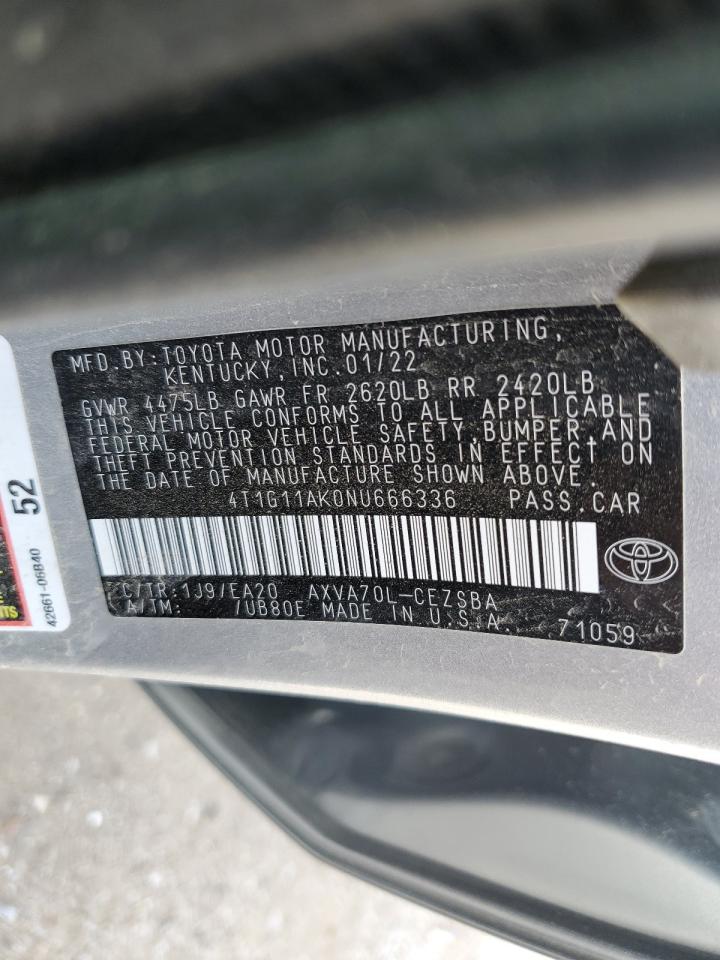 MFD.BY:TOYOTA MOTOR MANUFACTURING,
KENTUCKY,INC.01/22
GVWR 4475LB GAWR FR 2620LB RR 2420LB
THIS VEHICLE CONFORMS TO ALL APPLICABLE
FEDERAL MOTOR VEHICLE SAFETY,BUMPER,AND
THEFT PREVENTION STANDARDS IN EFFECT ON
THE DATE OF MANUFACTURE SHOWN ABOVE.
4T1G11AK0NU666336 PASS.CAR
C/TR:1J9/EA20 AXVA70L-CEZSBA
A/TM: /UB80E MADE IN U.S.A 71059
52
42661-06B40